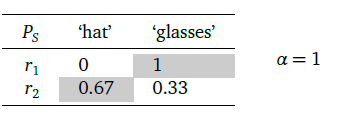 P_S ‘hat’ ‘glasses’
r₁ 0 1
α = 1
r₂ 0.67 0.33